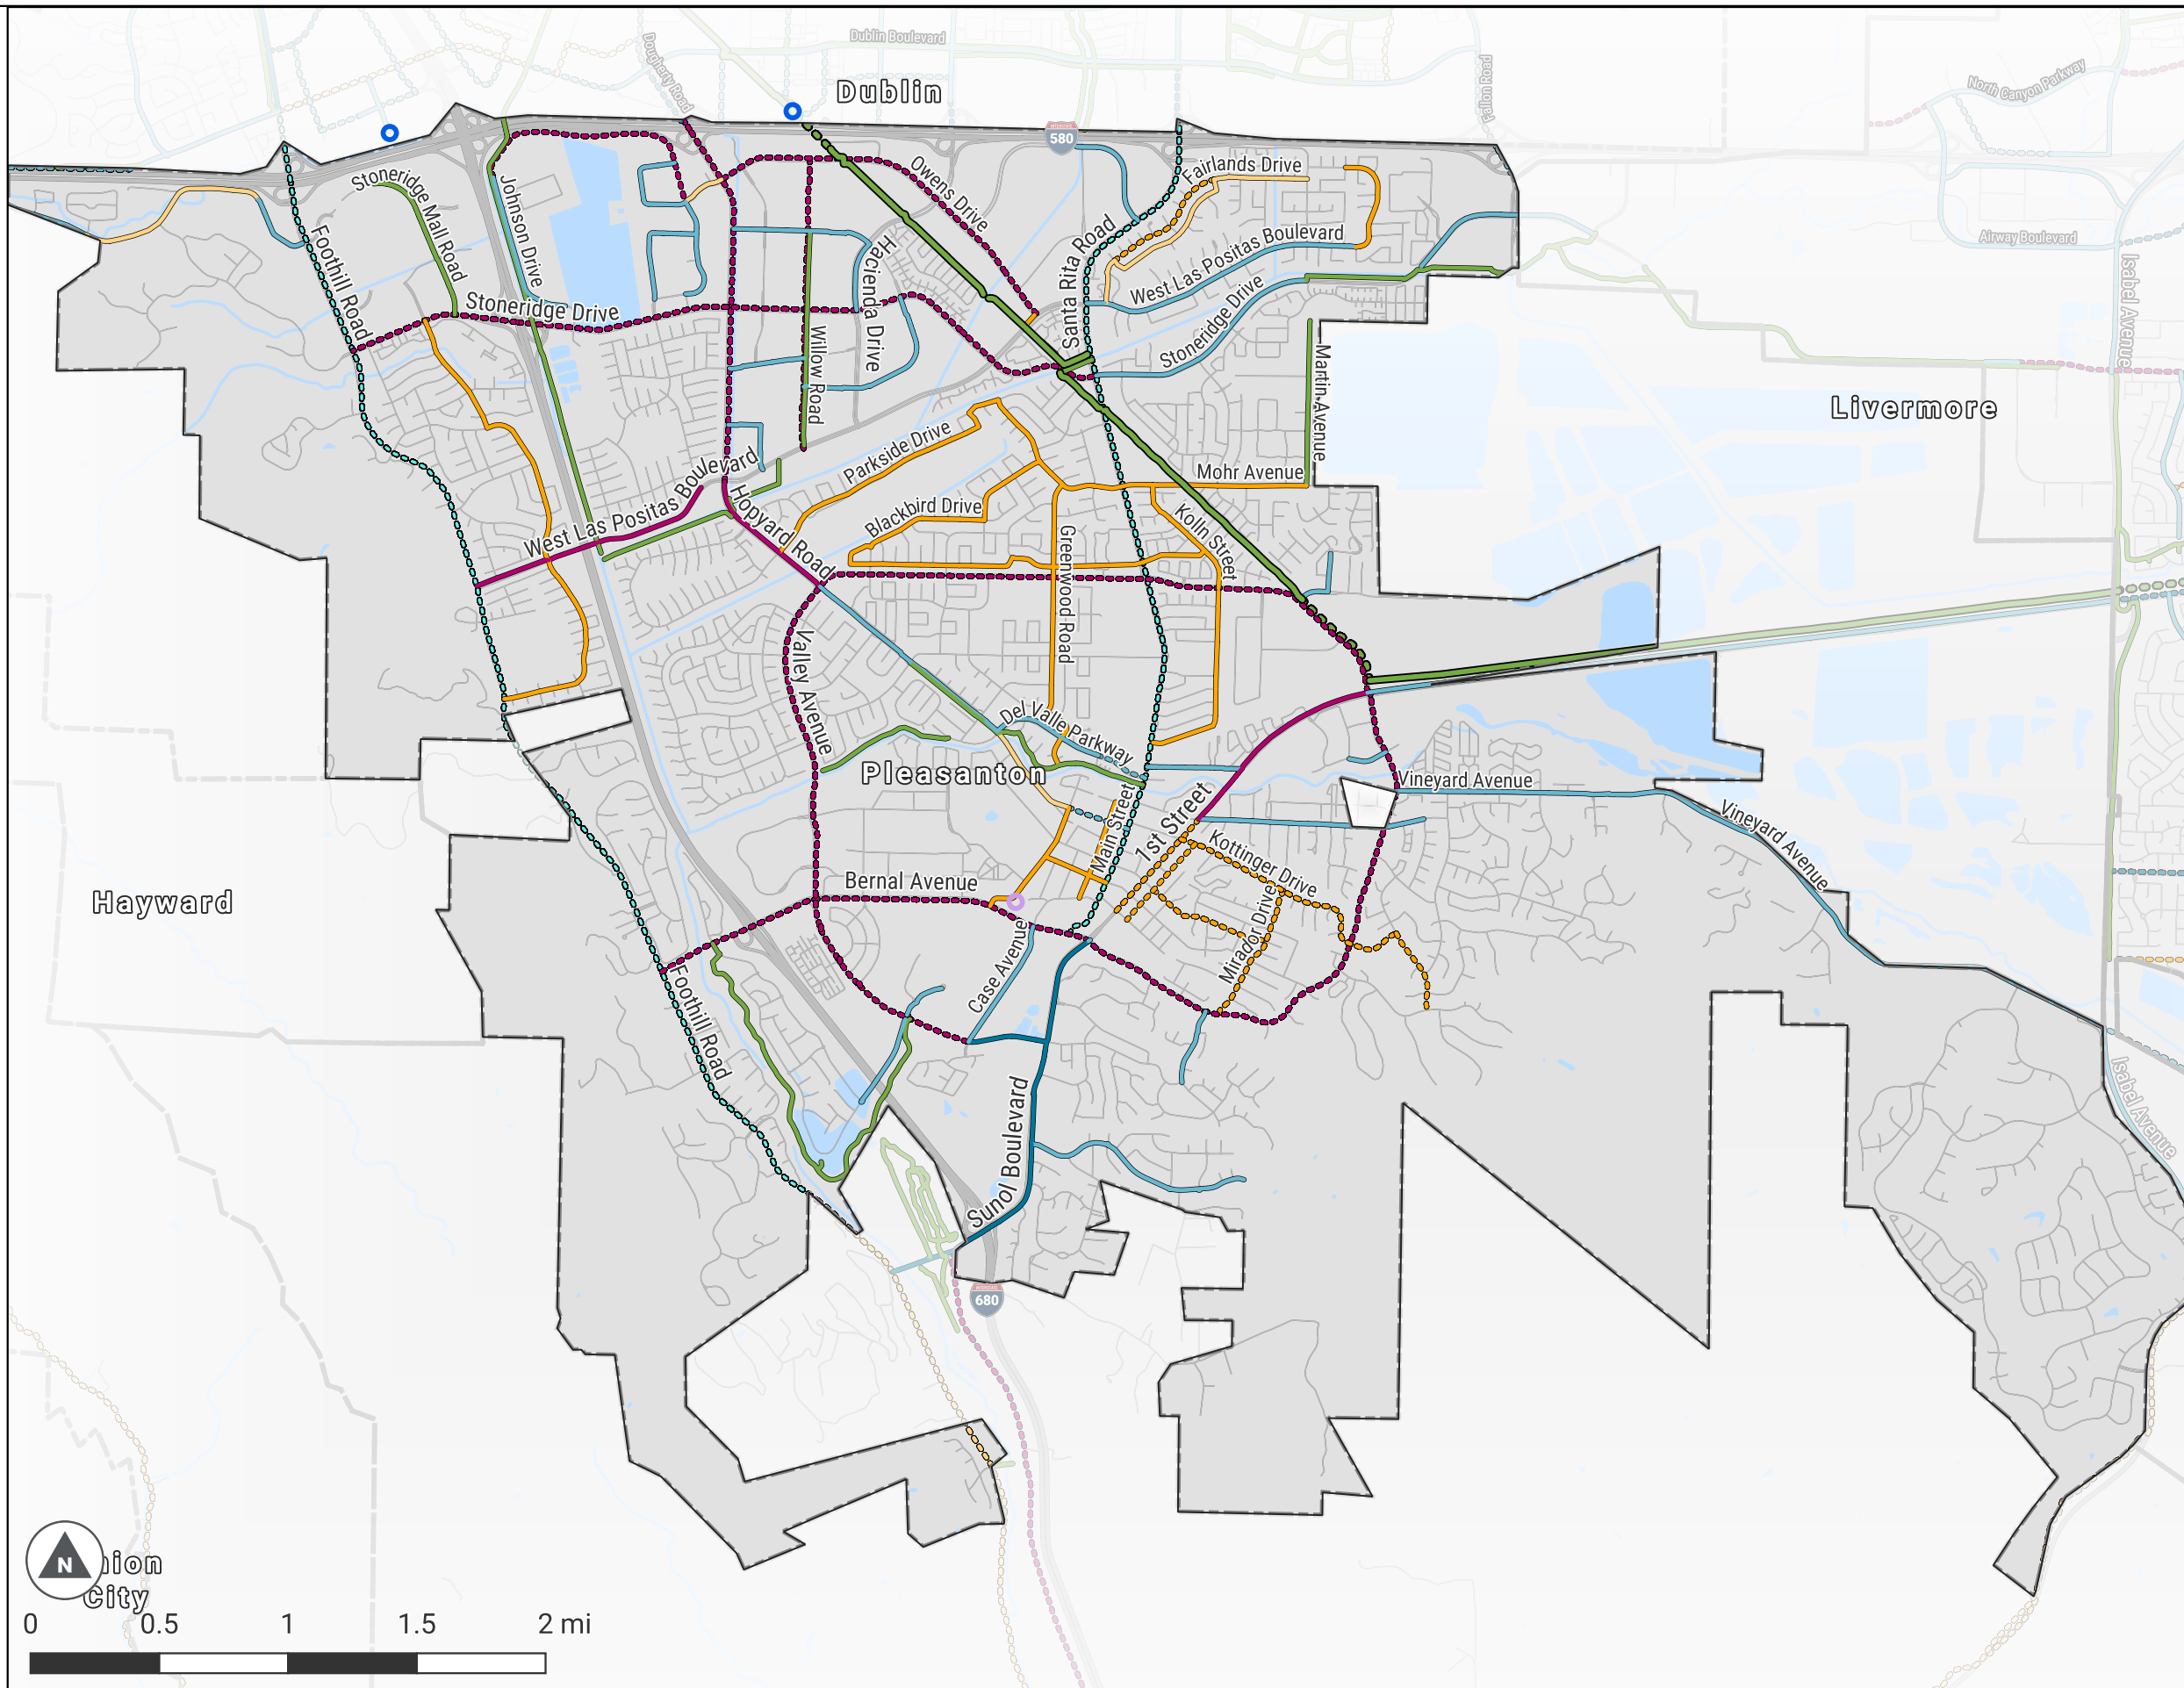 Dublin Boulevard
Dougherty Road
Dublin
Fallon Road
North Canyon Parkway
580
Fairlands Drive
Stoneridge Mall Road
Johnson Drive
Owens Drive
Foothill Road
Hacienda Drive
Santa Rita Road
West Las Positas Boulevard
Airway Boulevard
Isabel Avenue
Stoneridge Drive
Stoneridge Drive
Willow Road
Martin Avenue
Livermore
Parkside Drive
Mohr Avenue
West Las Positas Boulevard
Hopyard Road
Blackbird Drive
Kolln Street
Greenwood Road
Valley Avenue
Del Valle Parkway
Pleasanton
Vineyard Avenue
Main Street
1st Street
Vineyard Avenue
Kottinger Drive
Bernal Avenue
Hayward
Mirador Drive
Case Avenue
Foothill Road
Isabel Avenue
Sunol Boulevard
680
N
nion
City
0 0.5 1 1.5 2 mi